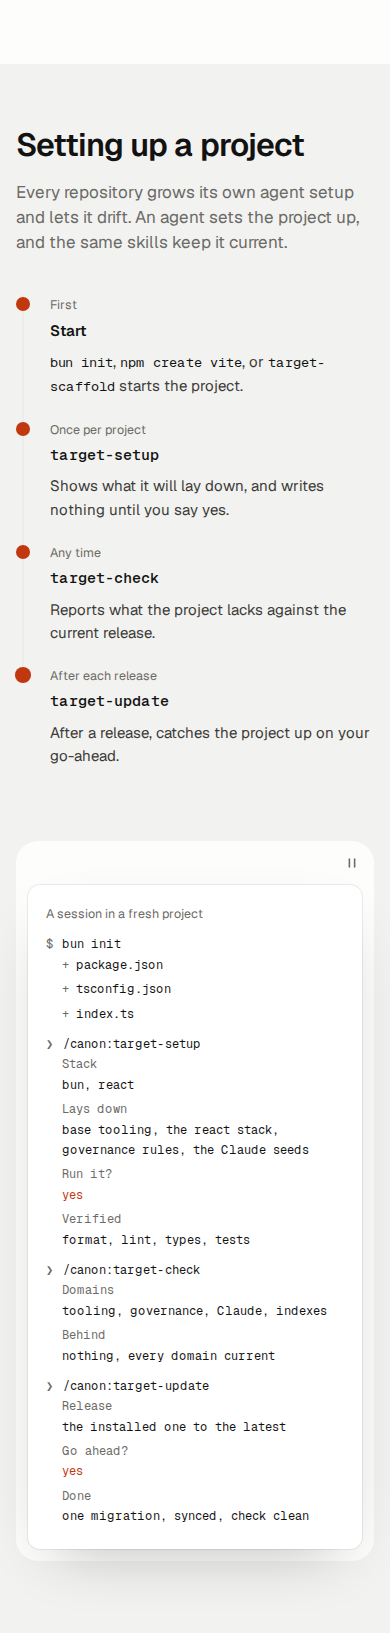 Setting up a project
Every repository grows its own agent setup
and lets it drift. An agent sets the project up,
and the same skills keep it current.
First
Start
bun init, npm create vite, or target-
scaffold starts the project.
Once per project
target-setup
Shows what it will lay down, and writes
nothing until you say yes.
Any time
target-check
Reports what the project lacks against the
current release.
After each release
target-update
After a release, catches the project up on your
go-ahead.
A session in a fresh project
$ bun init
+ package.json
+ tsconfig.json
+ index.ts
❯ /canon:target-setup
Stack
bun, react
Lays down
base tooling, the react stack,
governance rules, the Claude seeds
Run it?
yes
Verified
format, lint, types, tests
❯ /canon:target-check
Domains
tooling, governance, Claude, indexes
Behind
nothing, every domain current
❯ /canon:target-update
Release
the installed one to the latest
Go ahead?
yes
Done
one migration, synced, check clean